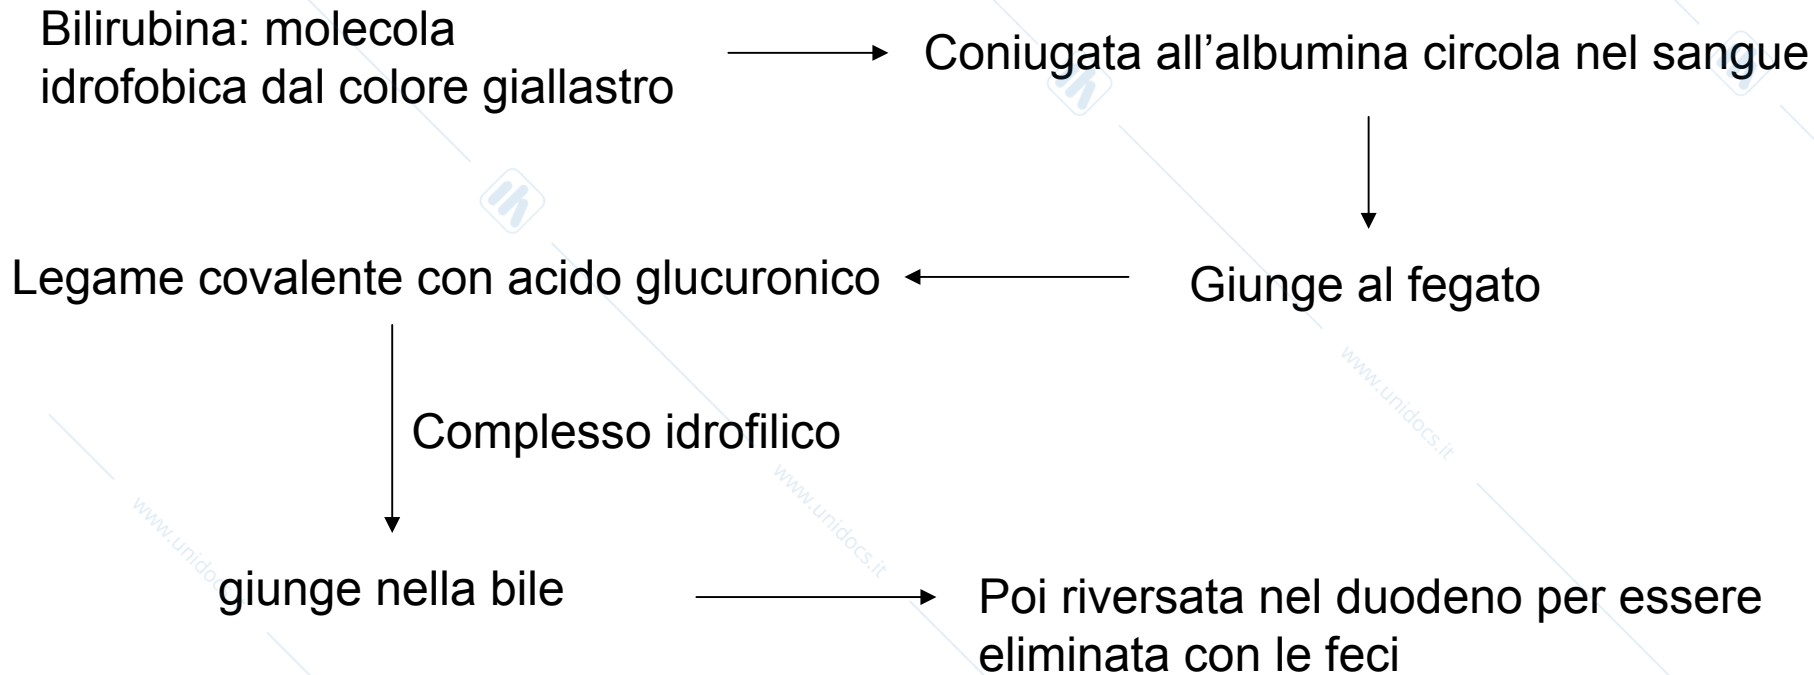 Bilirubina: molecola
idrofobica dal colore giallastro
Coniugata all’albumina circola nel sangue
Giunge al fegato
Legame covalente con acido glucuronico
Complesso idrofilico
giunge nella bile
Poi riversata nel duodeno per essere
eliminata con le feci
www.unidocs.it
www.unidocs.it
www.unidoc